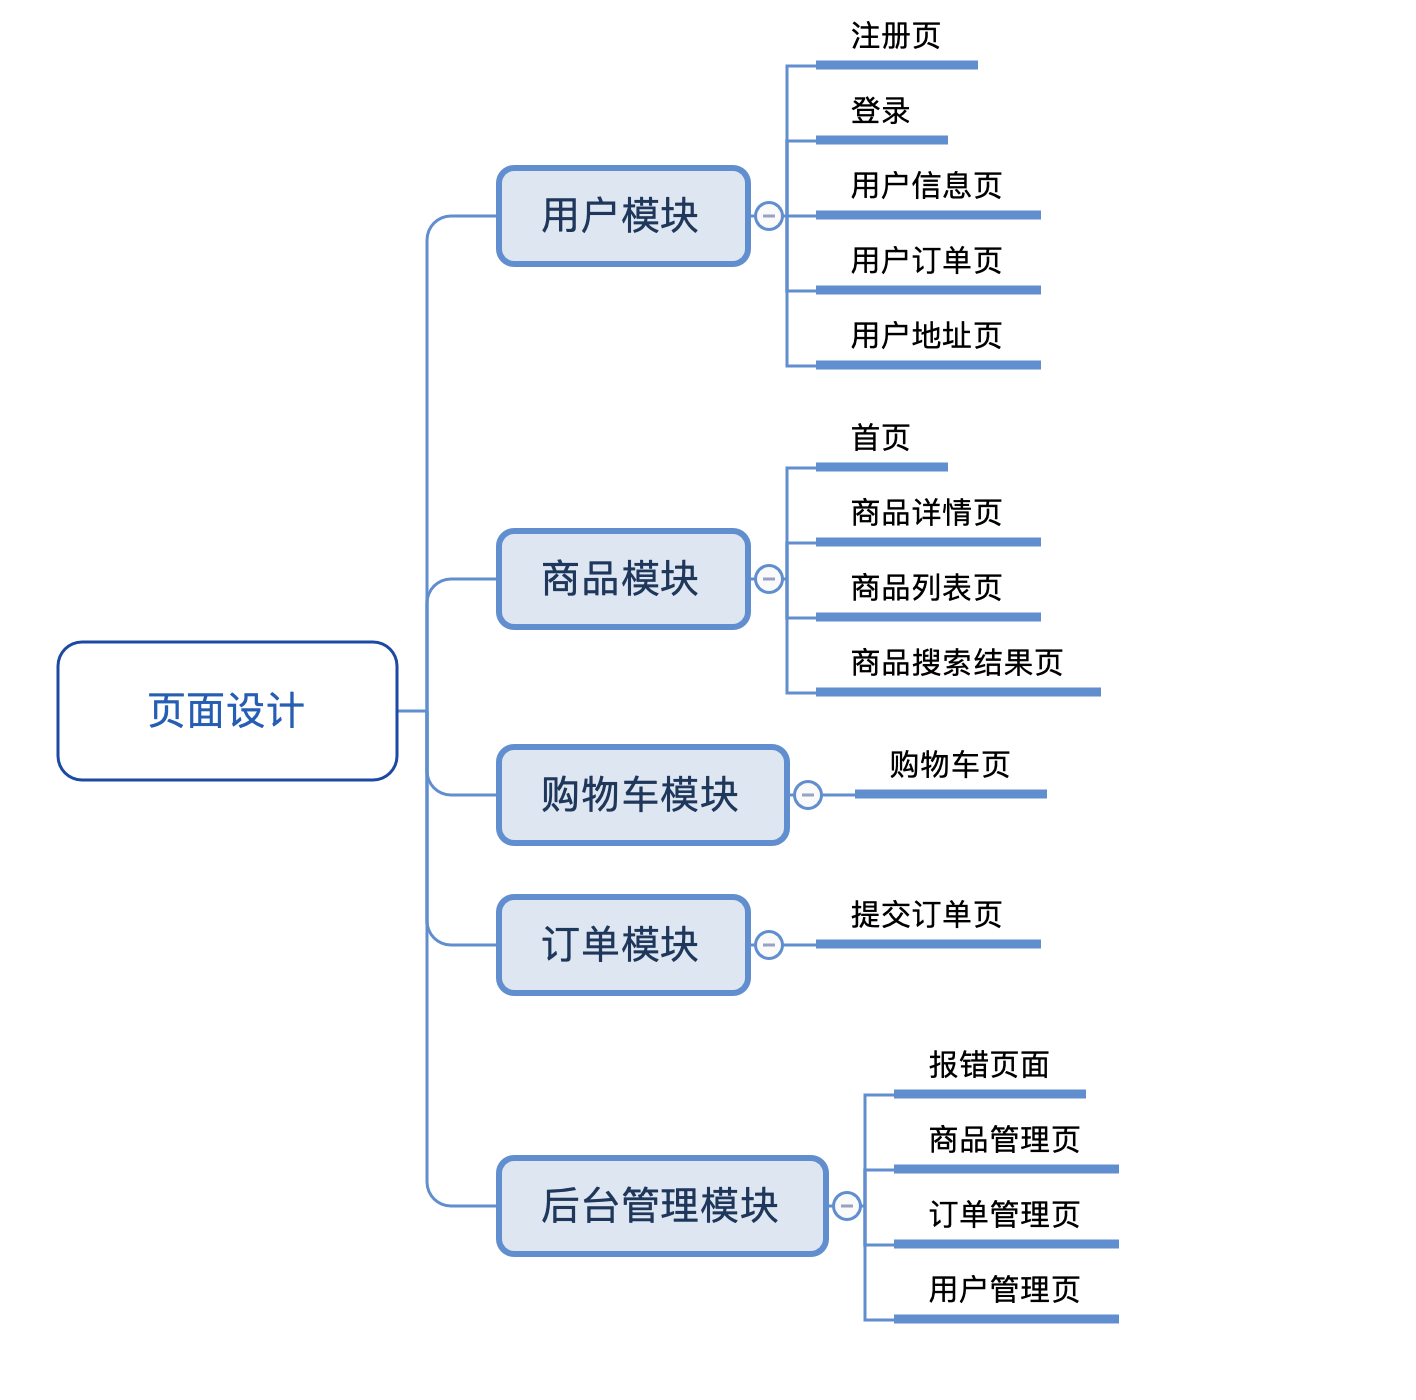 页面设计
用户模块
注册页
登录
用户信息页
用户订单页
用户地址页
商品模块
首页
商品详情页
商品列表页
商品搜索结果页
购物车模块
购物车页
订单模块
提交订单页
后台管理模块
报错页面
商品管理页
订单管理页
用户管理页